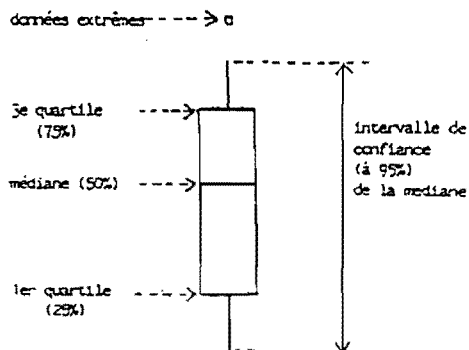 données extrêmes
3e quartile
(75%)
médiane (50%)
1er quartile
(25%)
intervalle de
confiance
(à 95%)
de la mediane